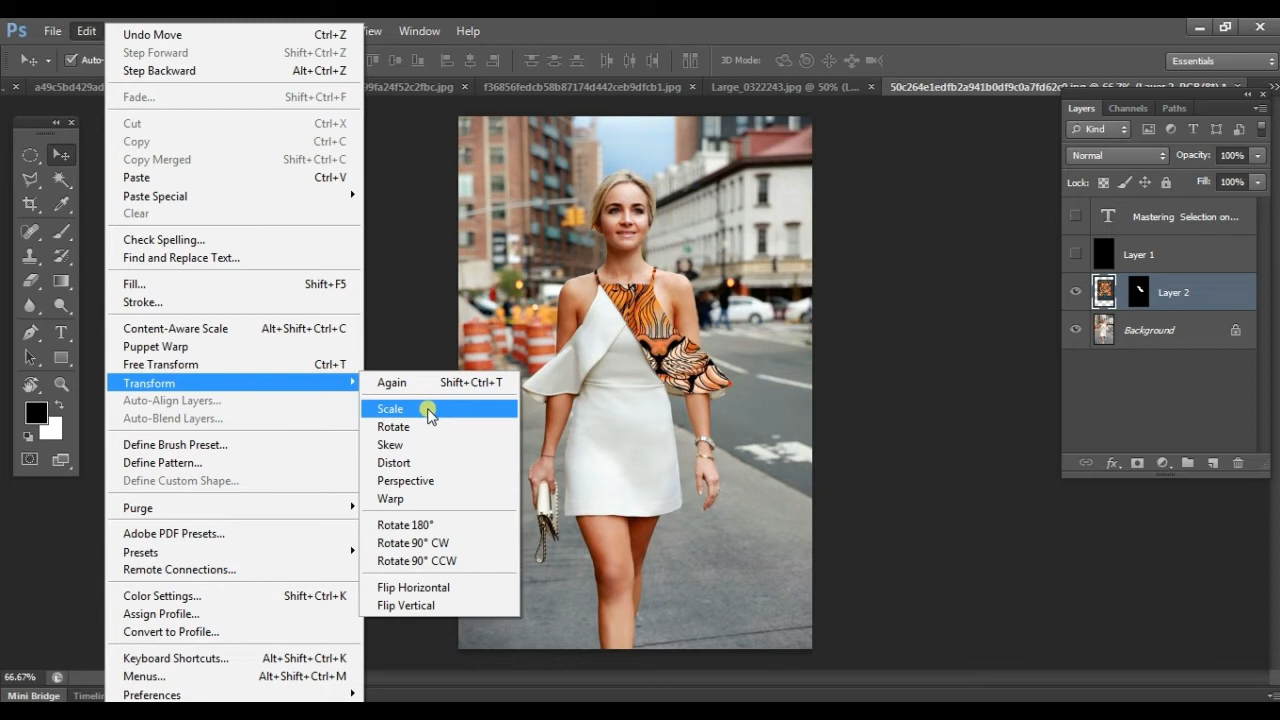 Ps File Edit View Window Help
Auto-
3D Mode:
Essentials
a49c5bd429ad
99fa24f52c2fbc.jpg
f36856fedcb58b87174d442ceb9dfcb1.jpg
Large_0322243.jpg @ 50% (L...
Undo Move Ctrl+Z
Step Forward Shift+Ctrl+Z
Step Backward Alt+Ctrl+Z
Fade... Shift+Ctrl+F
Cut Ctrl+X
Copy Ctrl+C
Copy Merged Shift+Ctrl+C
Paste Ctrl+V
Paste Special
Clear
Check Spelling...
Find and Replace Text...
Fill... Shift+F5
Stroke...
Content-Aware Scale Alt+Shift+Ctrl+C
Puppet Warp
Free Transform Ctrl+T
Transform
Auto-Align Layers...
Auto-Blend Layers...
Define Brush Preset...
Define Pattern...
Define Custom Shape...
Purge
Adobe PDF Presets...
Presets
Remote Connections...
Color Settings... Shift+Ctrl+K
Assign Profile...
Convert to Profile...
Keyboard Shortcuts... Alt+Shift+Ctrl+K
Menus... Alt+Shift+Ctrl+M
Preferences
Again Shift+Ctrl+T
Scale
Rotate
Skew
Distort
Perspective
Warp
Rotate 180°
Rotate 90° CW
Rotate 90° CCW
Flip Horizontal
Flip Vertical
Layers Channels Paths
Kind
Normal Opacity: 100%
Lock: Fill: 100%
T Mastering Selection on...
Layer 1
Layer 2
Background
fx
66.67%
Mini Bridge Timeline